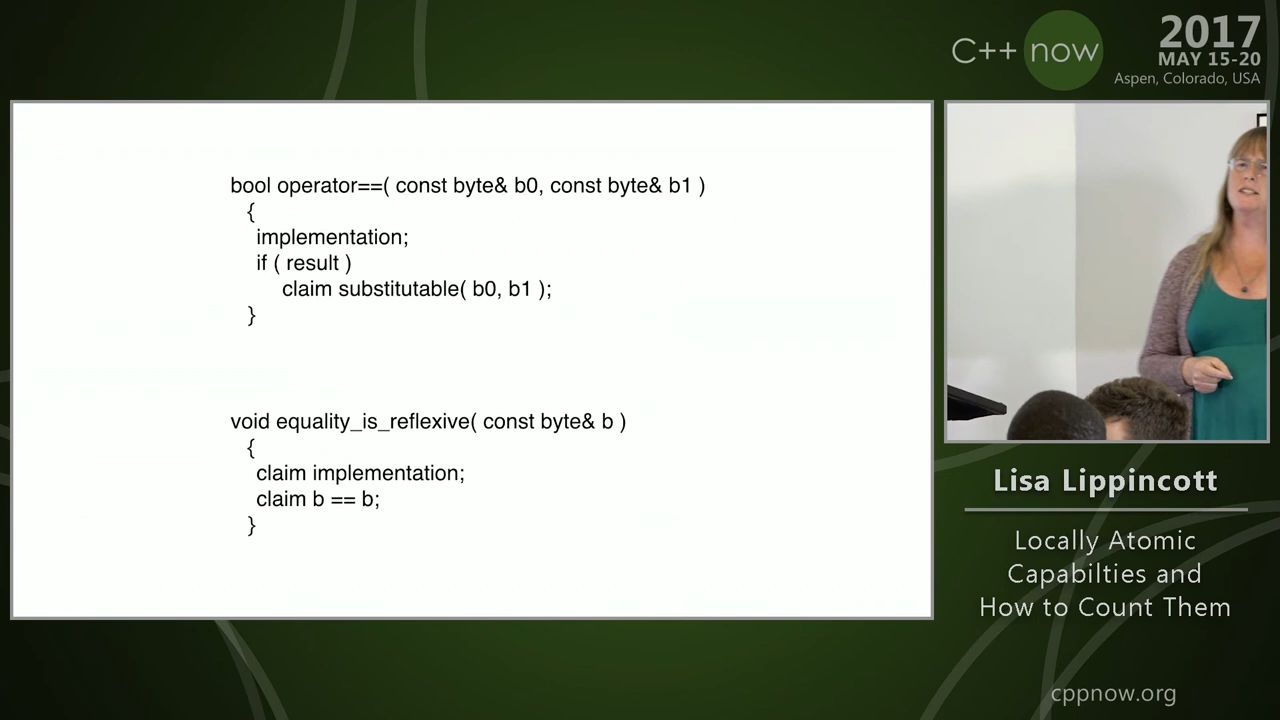 C++ now
2017
MAY 15-20
Aspen, Colorado, USA
bool operator==( const byte& b0, const byte& b1 )
{
implementation;
if ( result )
claim substitutable( b0, b1 );
}
void equality_is_reflexive( const byte& b )
{
claim implementation;
claim b == b;
}
Lisa Lippincott
Locally Atomic
Capabilties and
How to Count Them
cppnow.org